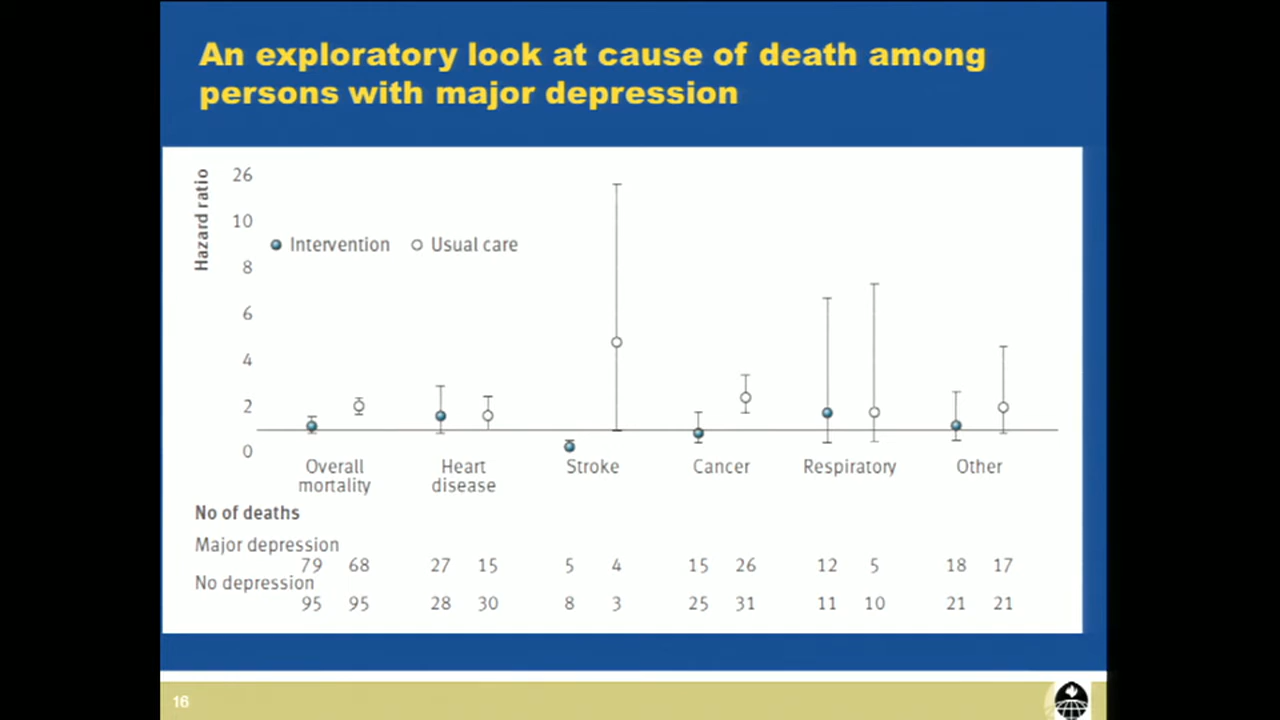 An exploratory look at cause of death among
persons with major depression
Hazard ratio
26
10
8
6
4
2
0
Intervention
Usual care
Overall mortality
Heart disease
Stroke
Cancer
Respiratory
Other
No of deaths
Major depression
79 68 27 15 5 4 15 26 12 5 18 17
No depression
95 95 28 30 8 3 25 31 11 10 21 21
16